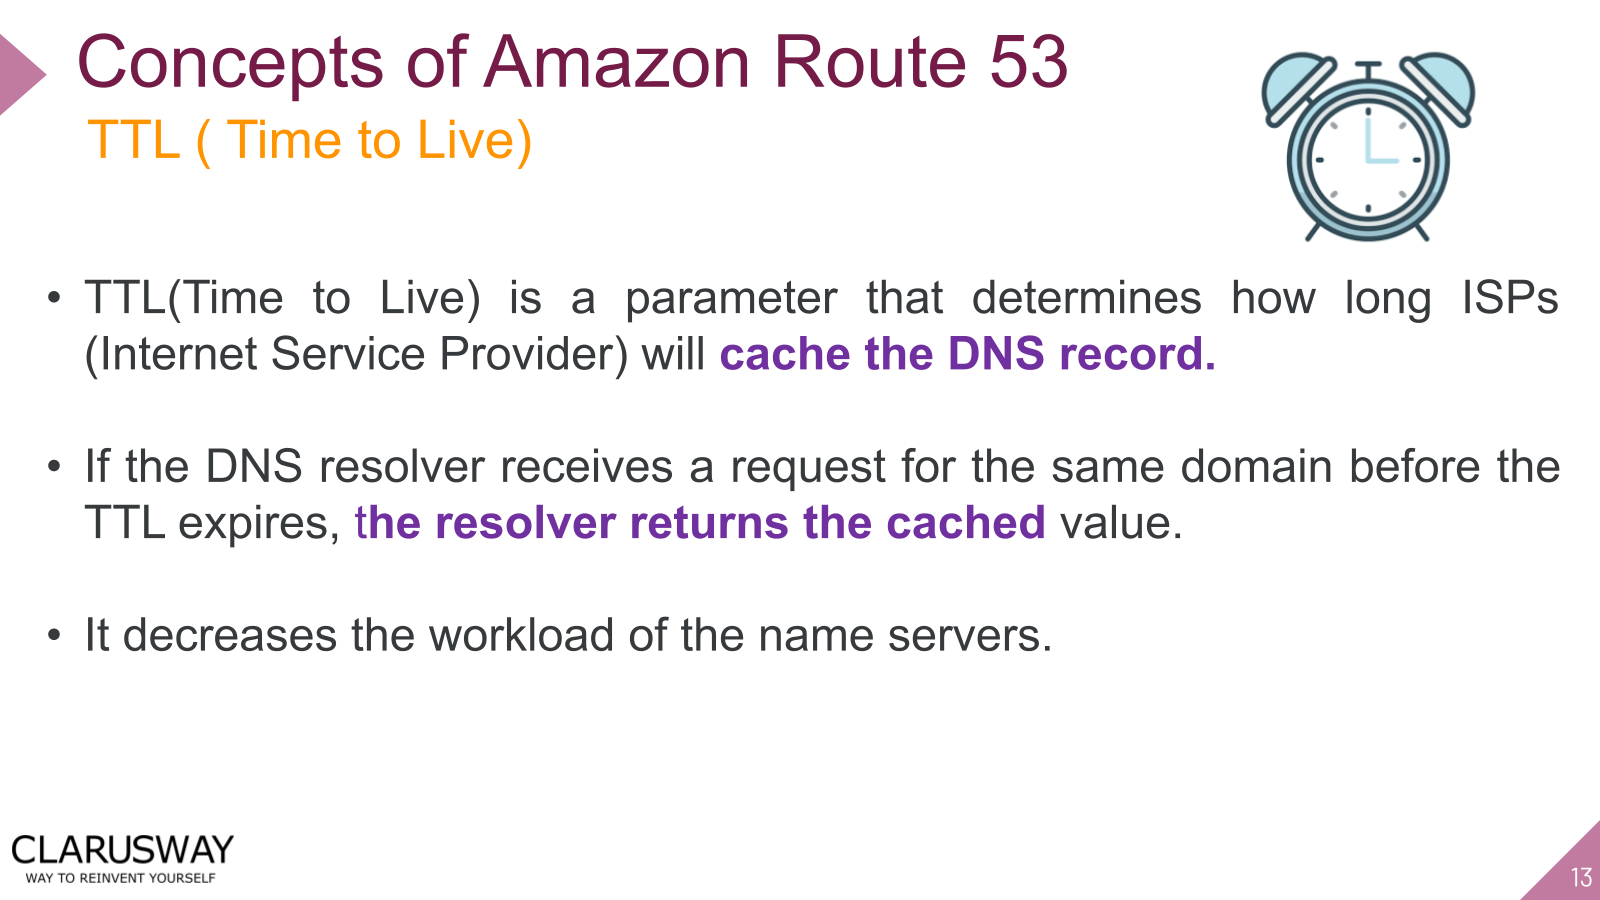 Concepts of Amazon Route 53
TTL ( Time to Live)
• TTL(Time to Live) is a parameter that determines how long ISPs
(Internet Service Provider) will cache the DNS record.
• If the DNS resolver receives a request for the same domain before the
TTL expires, the resolver returns the cached value.
• It decreases the workload of the name servers.
CLARUSWAY
WAY TO REINVENT YOURSELF
13